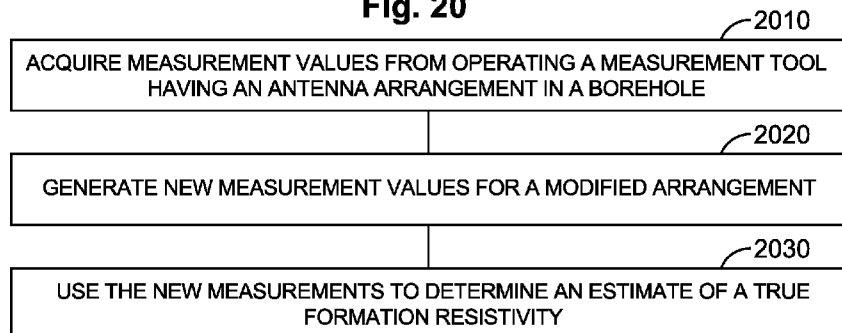 Fig. 20
2010
ACQUIRE MEASUREMENT VALUES FROM OPERATING A MEASUREMENT TOOL
HAVING AN ANTENNA ARRANGEMENT IN A BOREHOLE
2020
GENERATE NEW MEASUREMENT VALUES FOR A MODIFIED ARRANGEMENT
2030
USE THE NEW MEASUREMENTS TO DETERMINE AN ESTIMATE OF A TRUE
FORMATION RESISTIVITY